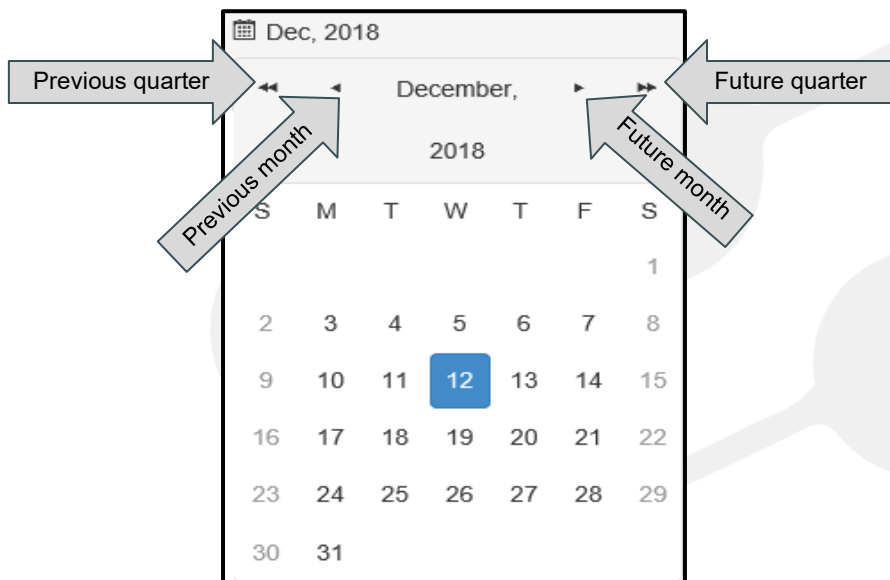 Dec, 2018
Previous quarter
December,
Future quarter
Previous month
2018
Future month
S M T W T F S
1
2 3 4 5 6 7 8
9 10 11 12 13 14 15
16 17 18 19 20 21 22
23 24 25 26 27 28 29
30 31